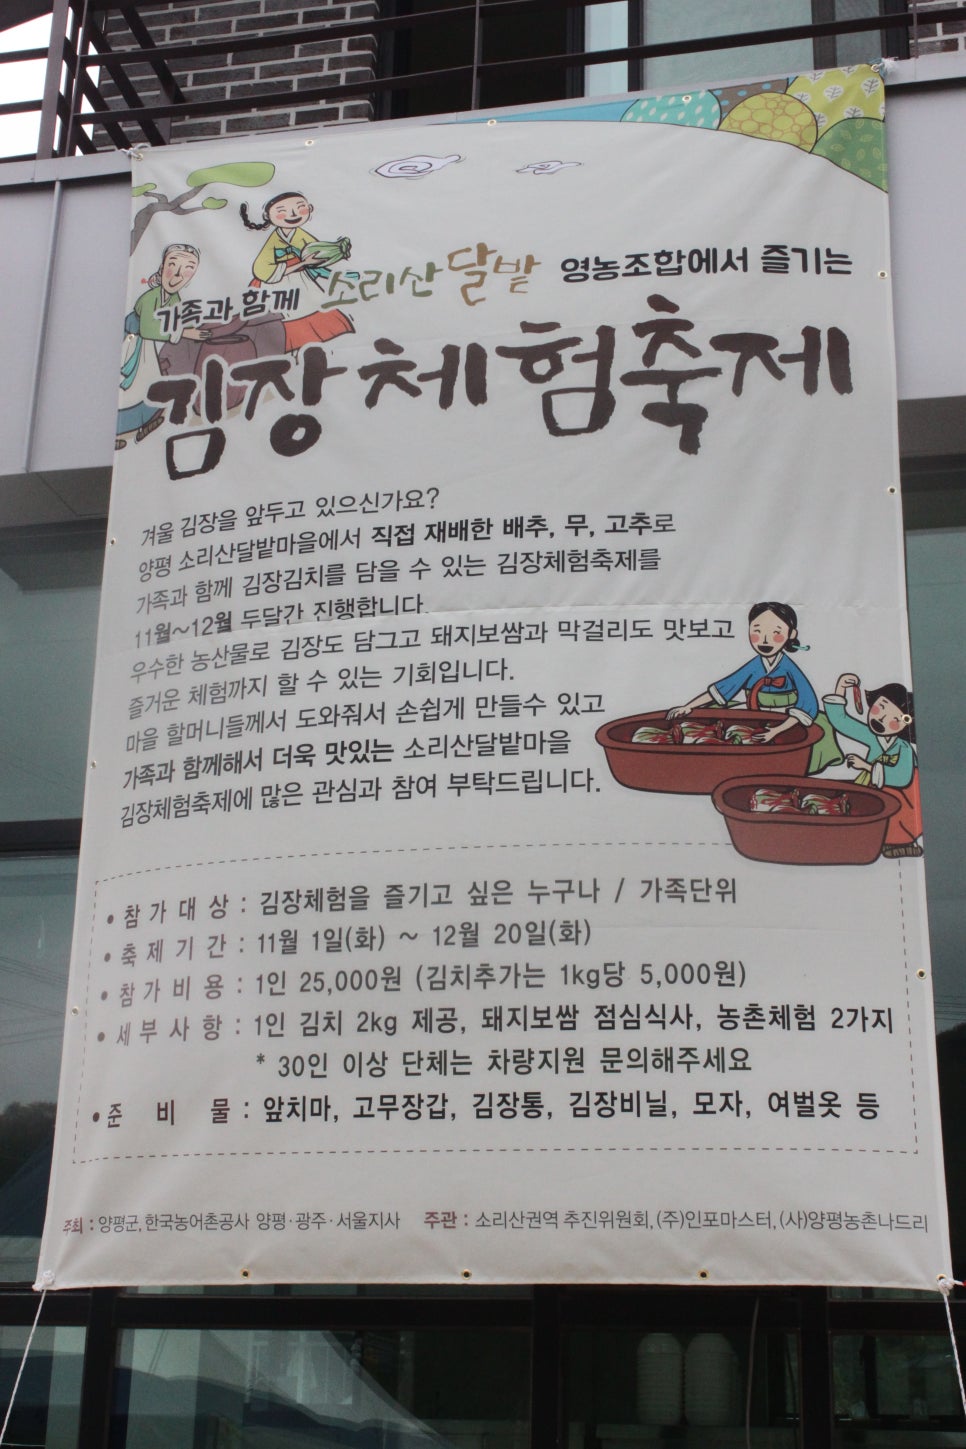 가족과 함께 소리산 달밭 영농조합에서 즐기는
김장체험축제
겨울 김장을 앞두고 있으신가요?
양평 소리산달밭마을에서 직접 재배한 배추, 무, 고추로
가족과 함께 김장김치를 담을 수 있는 김장체험축제를
11월~12월 두달간 진행합니다.
우수한 농산물로 김장도 담그고 돼지보쌈과 막걸리도 맛보고
즐거운 체험까지 할 수 있는 기회입니다.
마을 할머니들께서 도와줘서 손쉽게 만들수 있고
가족과 함께해서 더욱 맛있는 소리산달밭마을
김장체험축제에 많은 관심과 참여 부탁드립니다.
• 참가대상 : 김장체험을 즐기고 싶은 누구나 / 가족단위
• 축제기간 : 11월 1일(화) ~ 12월 20일(화)
• 참가비용 : 1인 25,000원 (김치추가는 1kg당 5,000원)
• 세부사항 : 1인 김치 2kg 제공, 돼지보쌈 점심식사, 농촌체험 2가지
* 30인 이상 단체는 차량지원 문의해주세요
• 준비물 : 앞치마, 고무장갑, 김장통, 김장비닐, 모자, 여벌옷 등
주최 : 양평군, 한국농어촌공사 양평·광주·서울지사 주관 : 소리산권역 추진위원회, (주)인포마스터, (사)양평농촌나드리